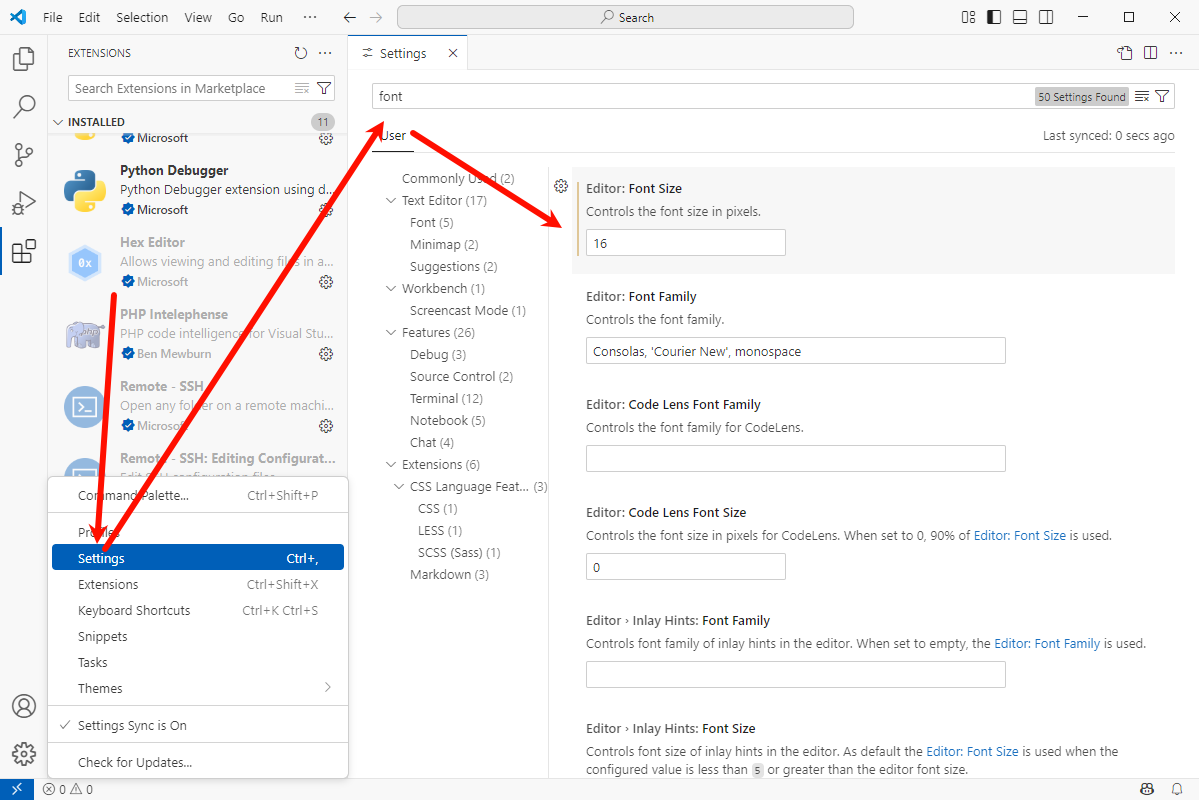 File Edit Selection View Go Run ···
Search
EXTENSIONS
Search Extensions in Marketplace
INSTALLED 11
Microsoft
Python Debugger
Python Debugger extension using d...
Microsoft
Hex Editor
0x
Allows viewing and editing files in a...
Microsoft
PHP Intelephense
php
PHP code intelligence for Visual Stu...
Ben Mewburn
Remote - SSH
Open any folder on a remote machi...
Microsoft
Remote - SSH: Editing Configurat...
Edit SSH configuration files
Command Palette... Ctrl+Shift+P
Profiles
Settings Ctrl+,
Extensions Ctrl+Shift+X
Keyboard Shortcuts Ctrl+K Ctrl+S
Snippets
Tasks
Themes
Settings Sync is On
Check for Updates...
0 0
Settings
font
50 Settings Found
User
Last synced: 0 secs ago
Commonly Used (2)
Text Editor (17)
Font (5)
Minimap (2)
Suggestions (2)
Workbench (1)
Screencast Mode (1)
Features (26)
Debug (3)
Source Control (2)
Terminal (12)
Notebook (5)
Chat (4)
Extensions (6)
CSS Language Feat... (3)
CSS (1)
LESS (1)
SCSS (Sass) (1)
Markdown (3)
Editor: Font Size
Controls the font size in pixels.
16
Editor: Font Family
Controls the font family.
Consolas, 'Courier New', monospace
Editor: Code Lens Font Family
Controls the font family for CodeLens.
Editor: Code Lens Font Size
Controls the font size in pixels for CodeLens. When set to 0, 90% of Editor: Font Size is used.
0
Editor › Inlay Hints: Font Family
Controls font family of inlay hints in the editor. When set to empty, the Editor: Font Family is used.
Editor › Inlay Hints: Font Size
Controls font size of inlay hints in the editor. As default the Editor: Font Size is used when the
configured value is less than 5 or greater than the editor font size.